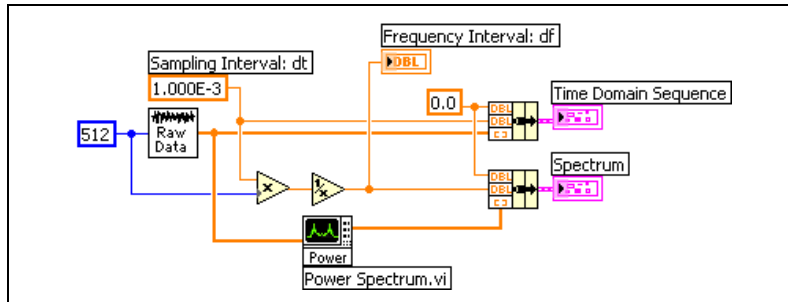 Frequency Interval: df
DBL
Sampling Interval: dt
1.000E-3
0.0
Time Domain Sequence
DBL
DBL
512
Raw
Data
Spectrum
x
1/x
DBL
DBL
Power
Power Spectrum.vi